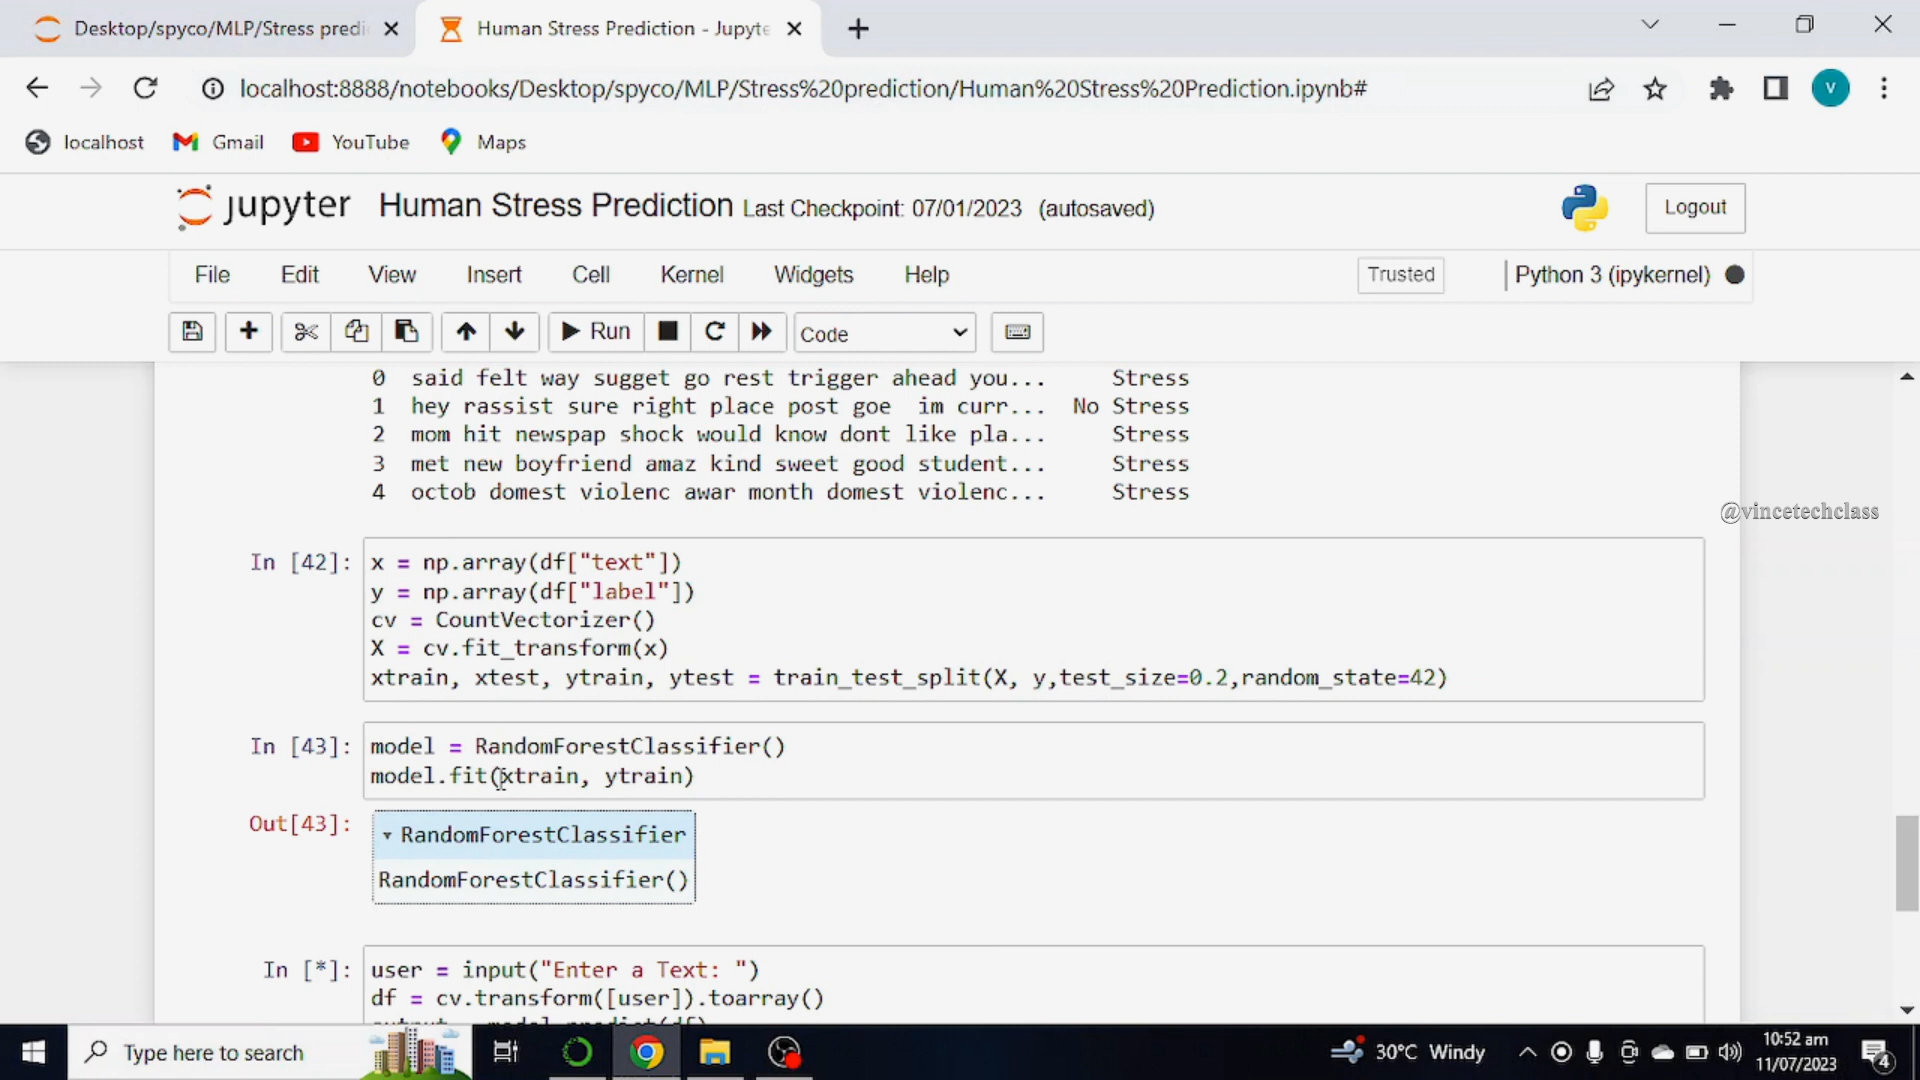 Desktop/spyco/MLP/Stress predi
Human Stress Prediction - Jupyte
localhost:8888/notebooks/Desktop/spyco/MLP/Stress%20prediction/Human%20Stress%20Prediction.ipynb#
V
localhost Gmail YouTube Maps
jupyter Human Stress Prediction Last Checkpoint: 07/01/2023 (autosaved)
Logout
File Edit View Insert Cell Kernel Widgets Help
Trusted
Python 3 (ipykernel)
Run
Code
0 said felt way sugget go rest trigger ahead you... Stress
1 hey rassist sure right place post goe im curr... No Stress
2 mom hit newspap shock would know dont like pla... Stress
3 met new boyfriend amaz kind sweet good student... Stress
4 octob domest violenc awar month domest violenc... Stress
@vincetechclass
In [42]: x = np.array(df["text"])
y = np.array(df["label"])
cv = CountVectorizer()
X = cv.fit_transform(x)
xtrain, xtest, ytrain, ytest = train_test_split(X, y,test_size=0.2,random_state=42)
In [43]: model = RandomForestClassifier()
model.fit(xtrain, ytrain)
Out[43]: RandomForestClassifier
RandomForestClassifier()
In [*]: user = input("Enter a Text: ")
df = cv.transform([user]).toarray()
Type here to search
30°C Windy
10:52 am
11/07/2023
4